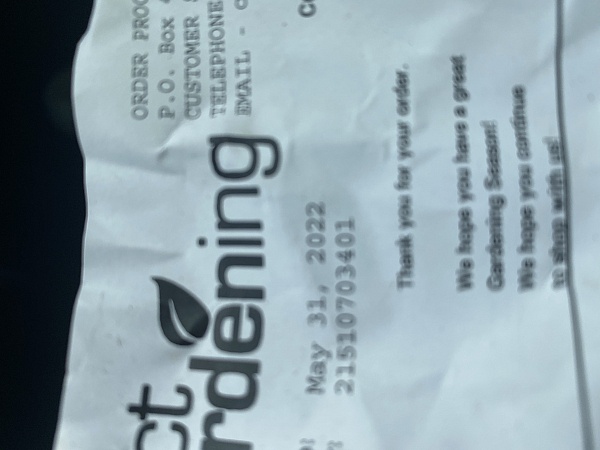 ct
rdening
ORDER PROC
P.O. Box
CUSTOMER
TELEPHONE
EMAIL -
May 31, 2022
21510703401
Thank you for your order.
We hope you have a great
Gardening Season!
We hope you continue
to shop with us!